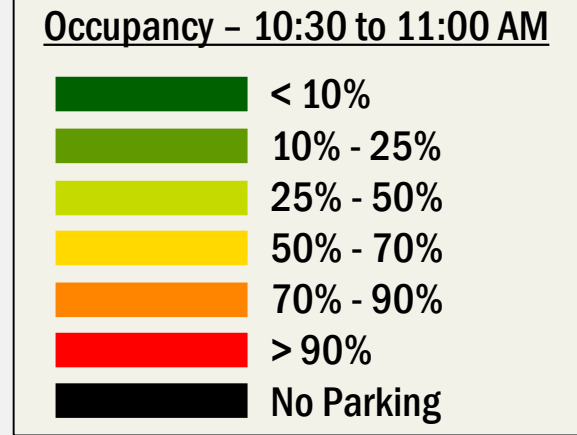 Occupancy – 10:30 to 11:00 AM
< 10%
10% - 25%
25% - 50%
50% - 70%
70% - 90%
> 90%
No Parking